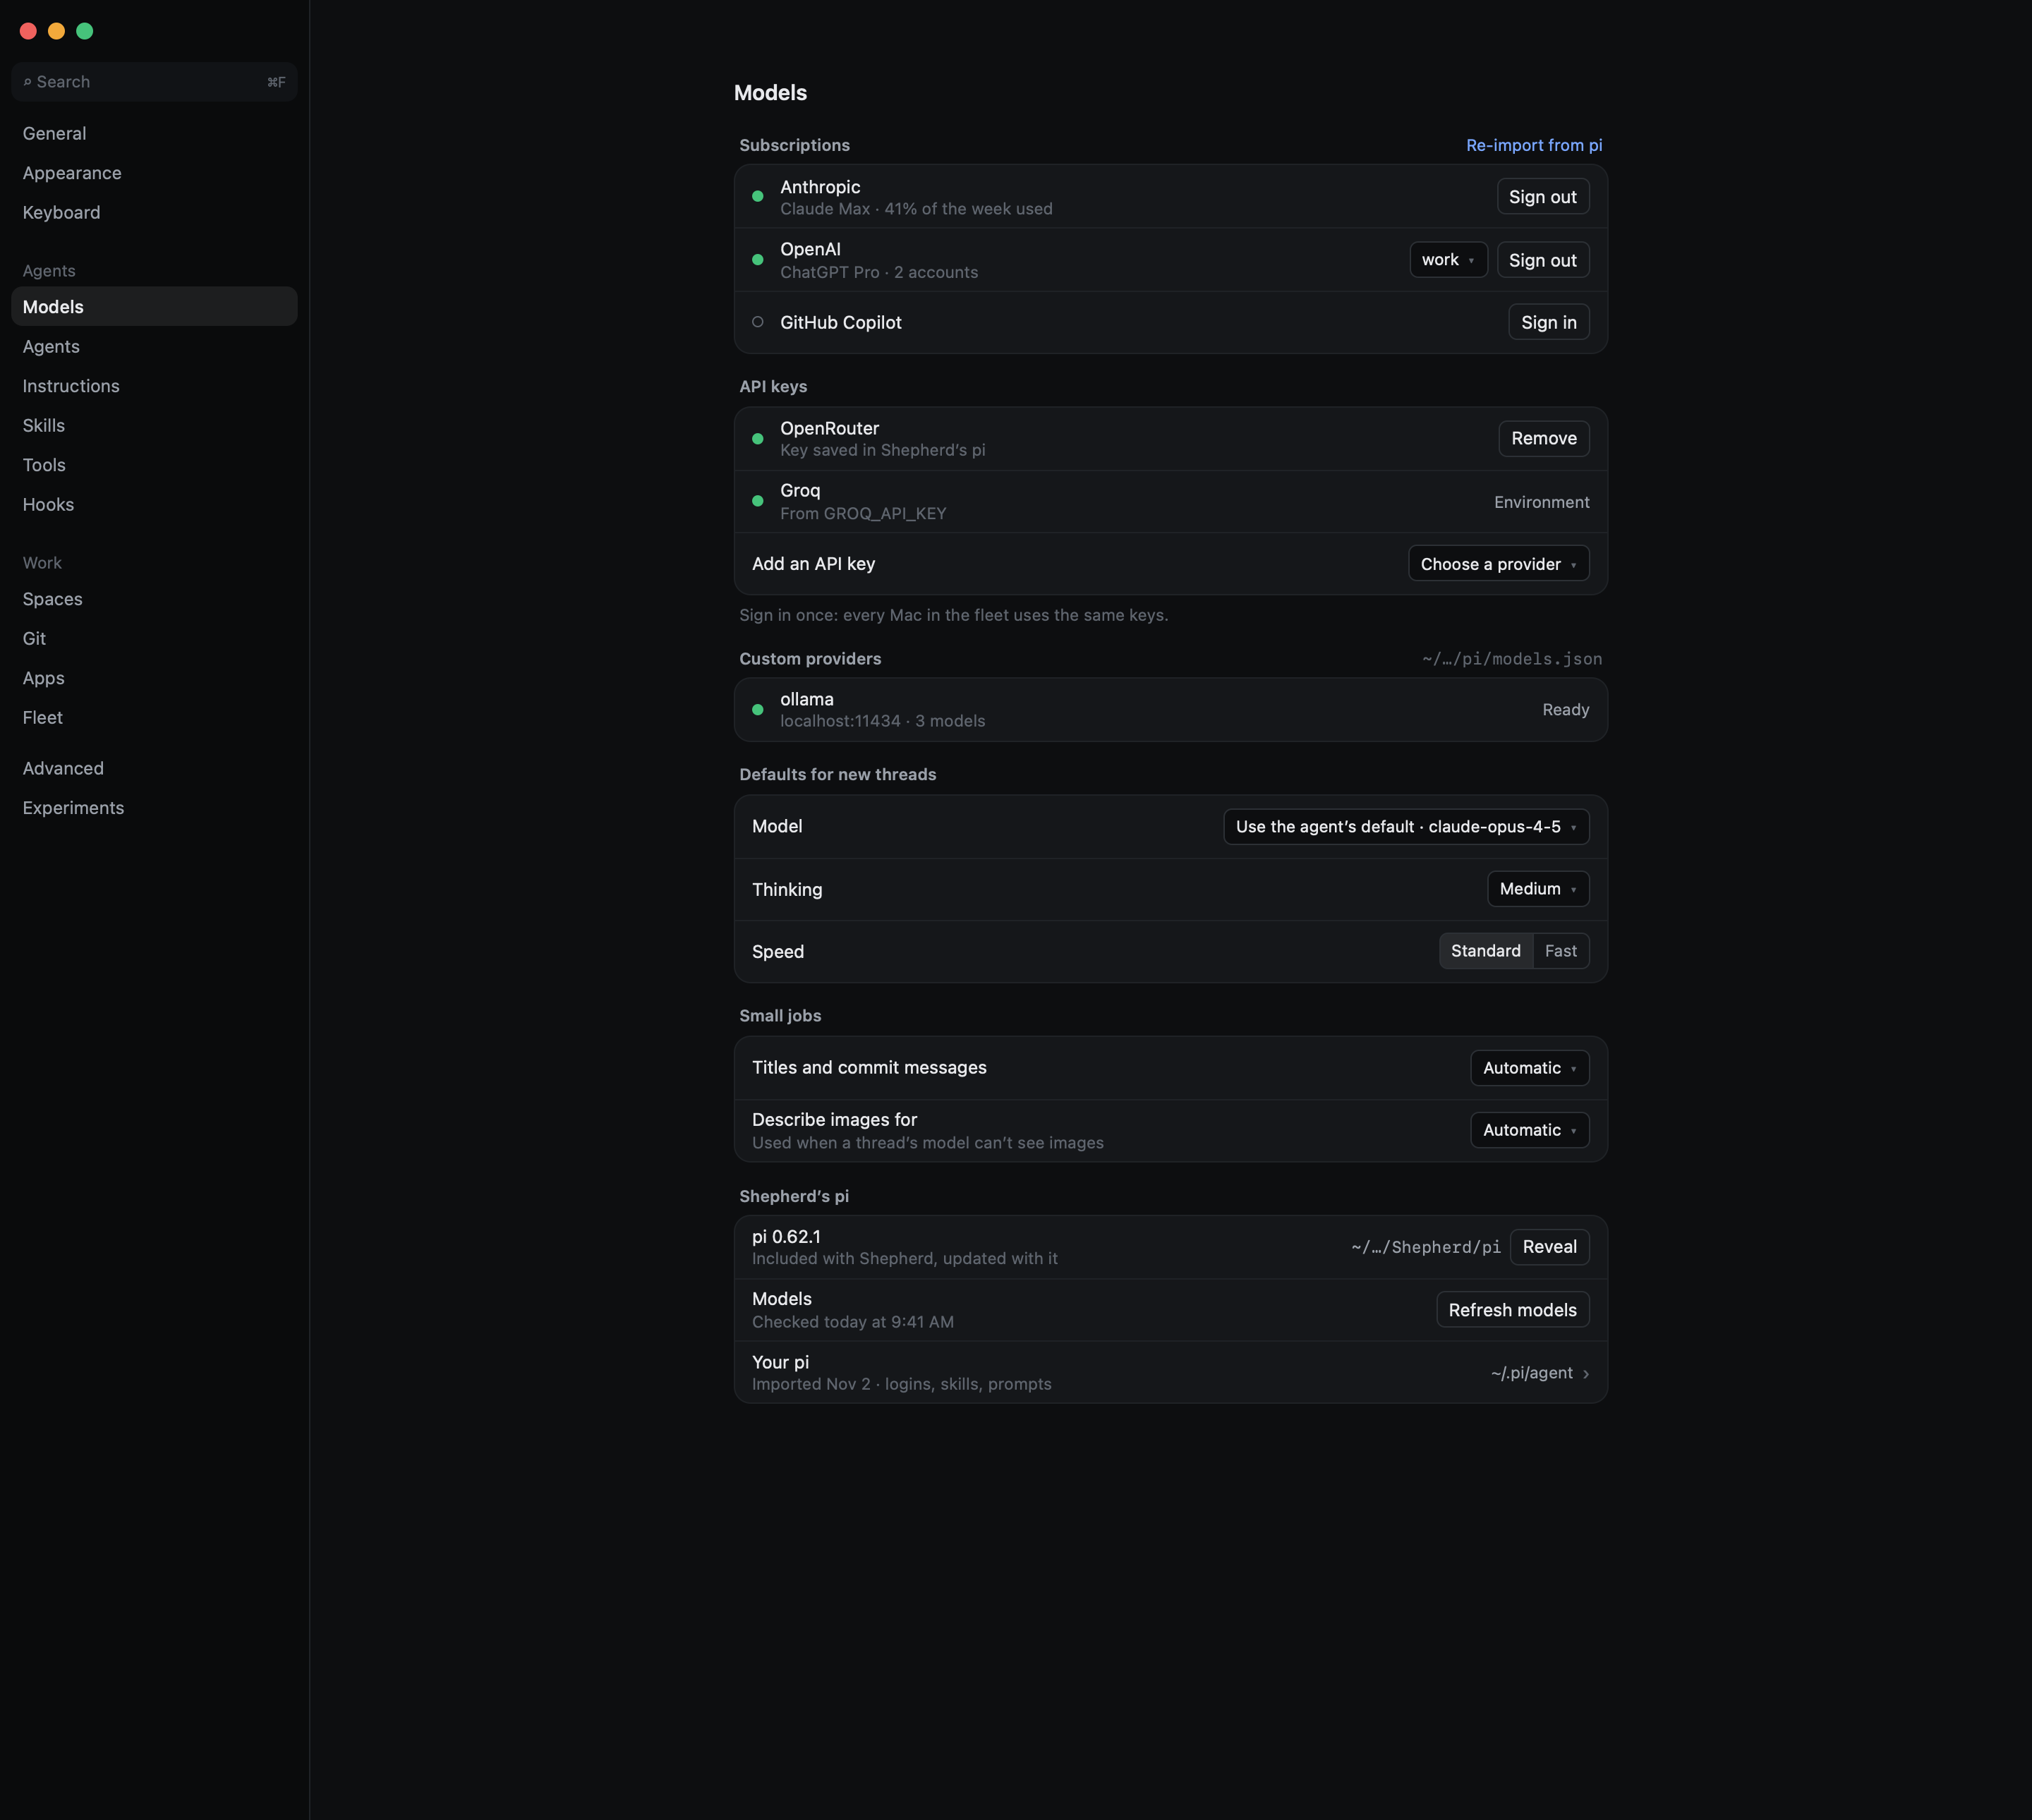 Search ⌘F
General
Appearance
Keyboard
Agents
Models
Agents
Instructions
Skills
Tools
Hooks
Work
Spaces
Git
Apps
Fleet
Advanced
Experiments
Models
Subscriptions Re-import from pi
Anthropic
Claude Max · 41% of the week used
Sign out
OpenAI
ChatGPT Pro · 2 accounts
work Sign out
GitHub Copilot Sign in
API keys
OpenRouter
Key saved in Shepherd’s pi
Remove
Groq
From GROQ_API_KEY
Environment
Add an API key Choose a provider
Sign in once: every Mac in the fleet uses the same keys.
Custom providers ~/…/pi/models.json
ollama
localhost:11434 · 3 models
Ready
Defaults for new threads
Model Use the agent’s default · claude-opus-4-5
Thinking Medium
Speed Standard Fast
Small jobs
Titles and commit messages Automatic
Describe images for
Used when a thread’s model can’t see images
Automatic
Shepherd’s pi
pi 0.62.1
Included with Shepherd, updated with it
~/…/Shepherd/pi Reveal
Models
Checked today at 9:41 AM
Refresh models
Your pi
Imported Nov 2 · logins, skills, prompts
~/.pi/agent ›